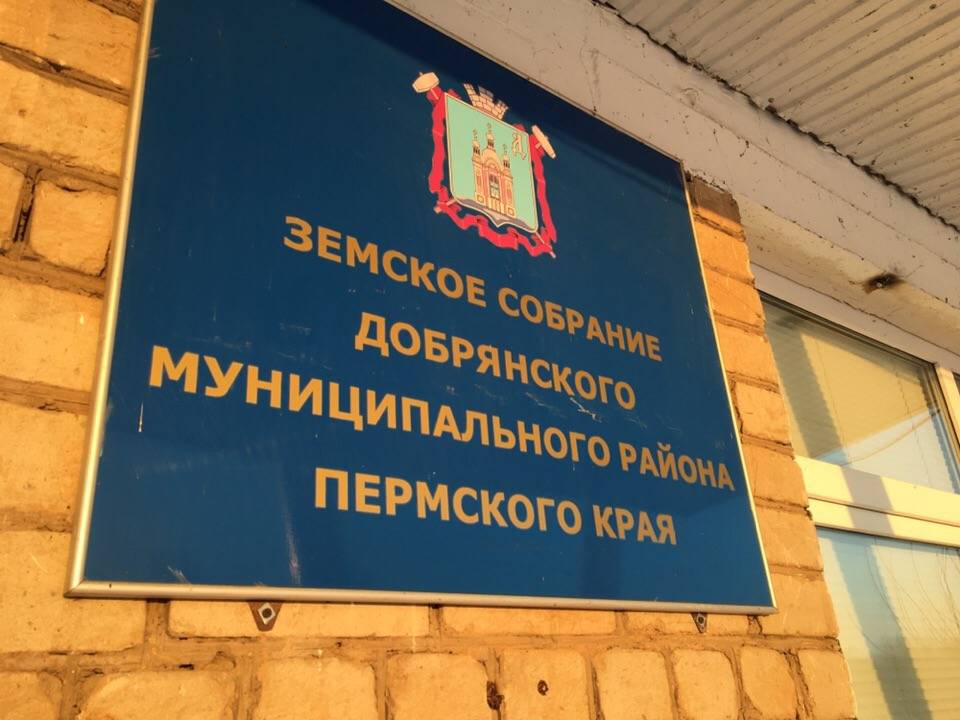 Д
ЗЕМСКОЕ СОБРАНИЕ
ДОБРЯНСКОГО
МУНИЦИПАЛЬНОГО РАЙОНА
ПЕРМСКОГО КРАЯ